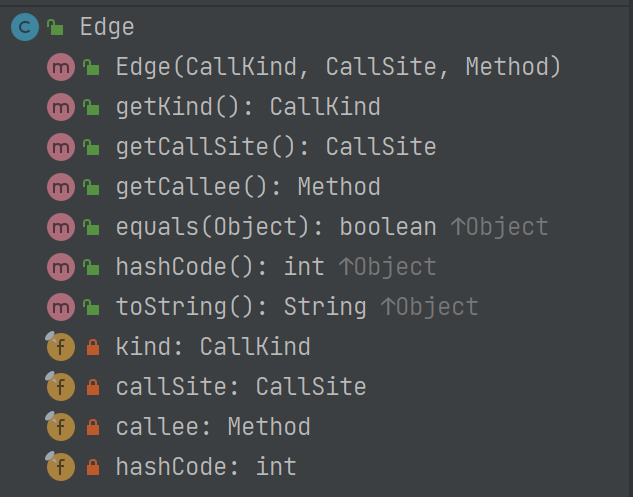 C Edge
m Edge(CallKind, CallSite, Method)
m getKind(): CallKind
m getCallSite(): CallSite
m getCallee(): Method
m equals(Object): boolean ↑Object
m hashCode(): int ↑Object
m toString(): String ↑Object
f kind: CallKind
f callSite: CallSite
f callee: Method
f hashCode: int